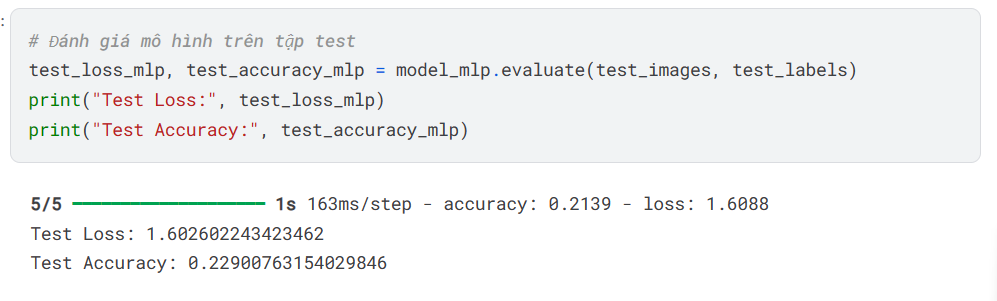 :
# Đánh giá mô hình trên tập test
test_loss_mlp, test_accuracy_mlp = model_mlp.evaluate(test_images, test_labels)
print("Test Loss:", test_loss_mlp)
print("Test Accuracy:", test_accuracy_mlp)
5/5 ━━━━━━━━━━━━━━━━━━━━ 1s 163ms/step - accuracy: 0.2139 - loss: 1.6088
Test Loss: 1.602602243423462
Test Accuracy: 0.22900763154029846